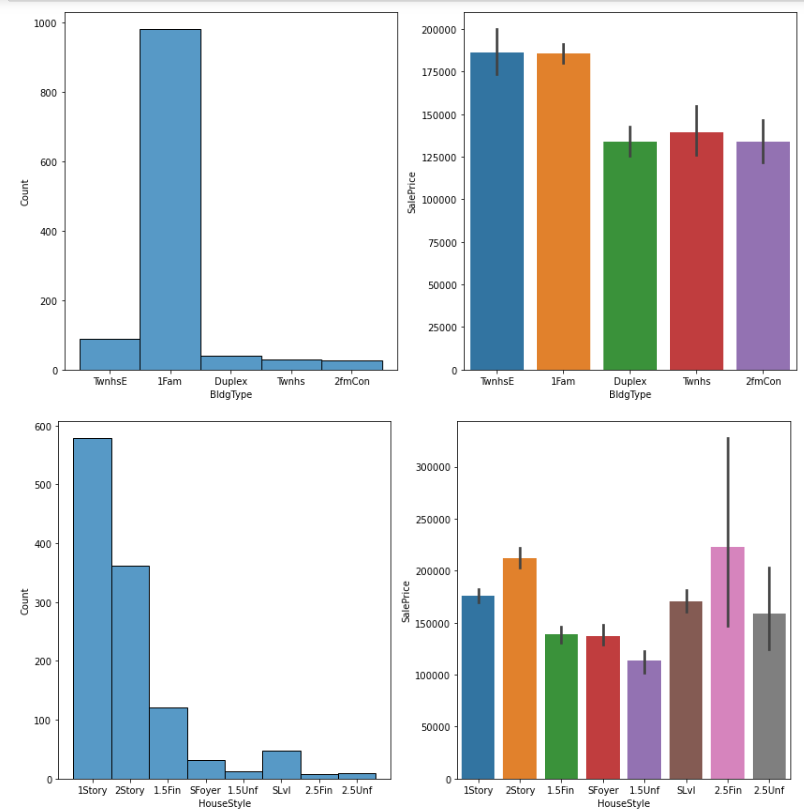 1000
800
600
400
200
0
Count
TwnhsE 1Fam Duplex Twnhs 2fmCon
BldgType
200000
175000
150000
125000
100000
75000
50000
25000
0
SalePrice
TwnhsE 1Fam Duplex Twnhs 2fmCon
BldgType
600
500
400
300
200
100
0
Count
1Story 2Story 1.5Fin SFoyer 1.5Unf SLvl 2.5Fin 2.5Unf
HouseStyle
300000
250000
200000
150000
100000
50000
0
SalePrice
1Story 2Story 1.5Fin SFoyer 1.5Unf SLvl 2.5Fin 2.5Unf
HouseStyle